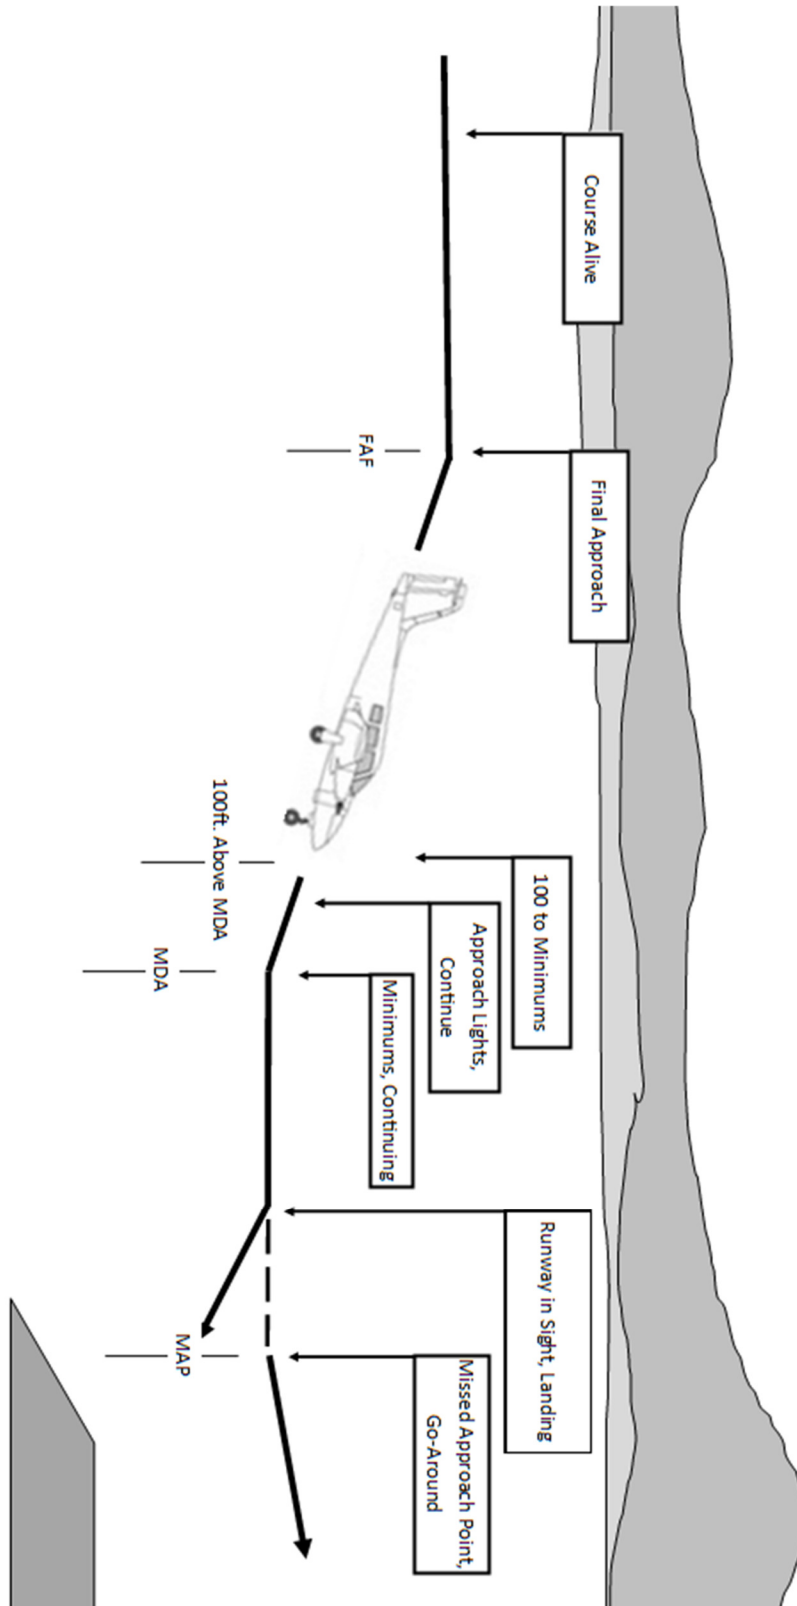 Course Alive
Final Approach
100 to Minimums
Approach Lights,
Continue
Minimums, Continuing
Runway in Sight, Landing
Missed Approach Point,
Go-Around
FAF
100ft. Above MDA
MDA
MAP